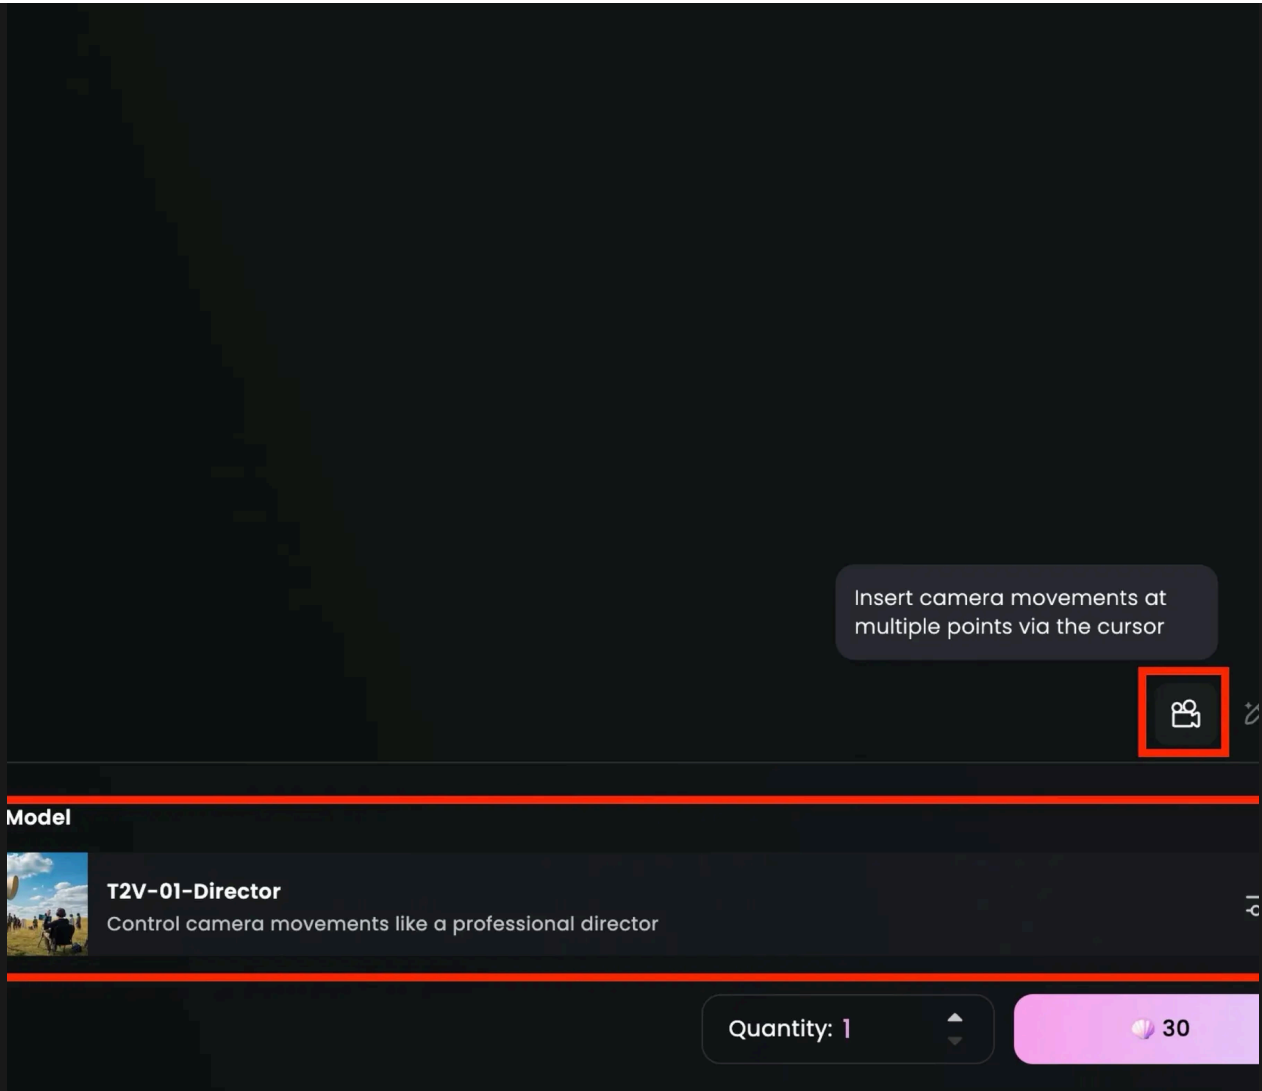 Insert camera movements at
multiple points via the cursor
Model
T2V-01-Director
Control camera movements like a professional director
Quantity: 1
30